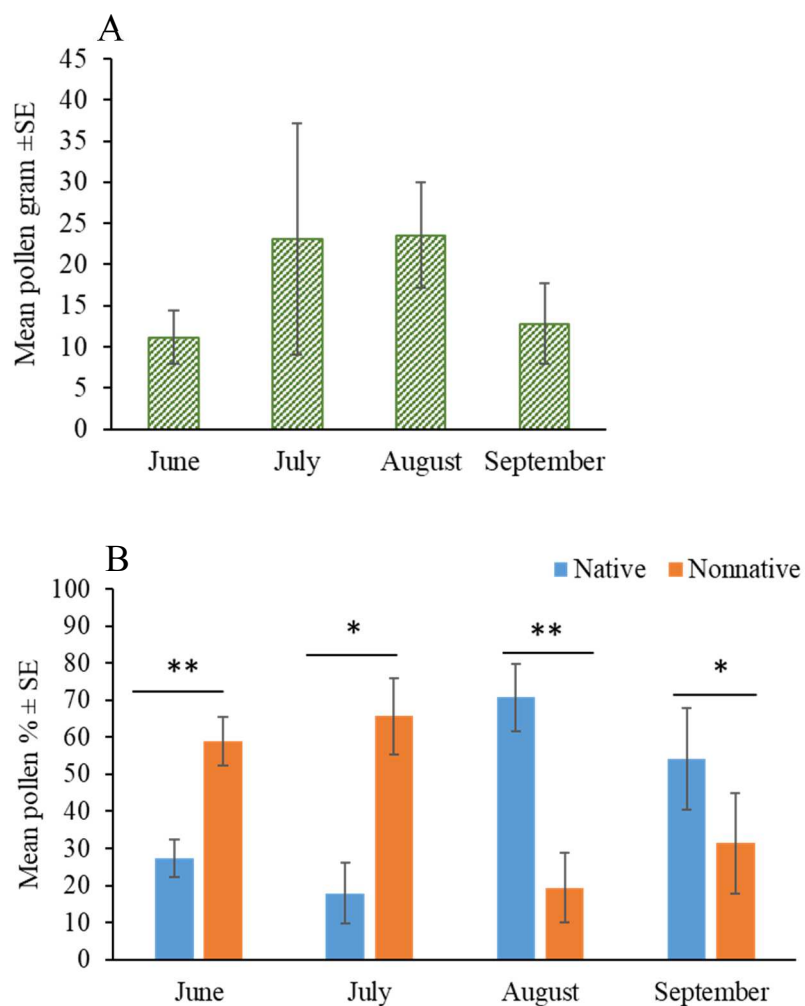 A
Mean pollen gram ±SE
45
40
35
30
25
20
15
10
5
0
June July August September
B
Native Nonnative
Mean pollen % ± SE
100
90
80
70
60
50
40
30
20
10
0
** * ** *
June July August September